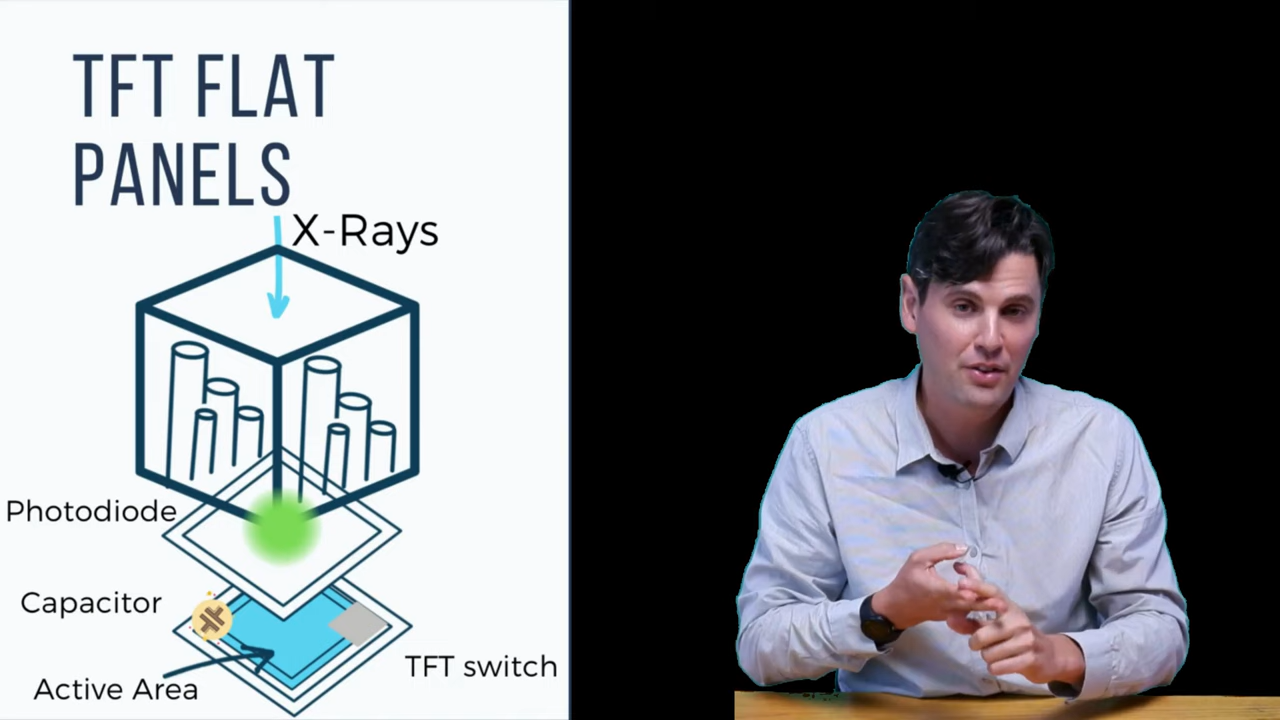 TFT FLAT
PANELS
X-Rays
Photodiode
Capacitor
TFT switch
Active Area